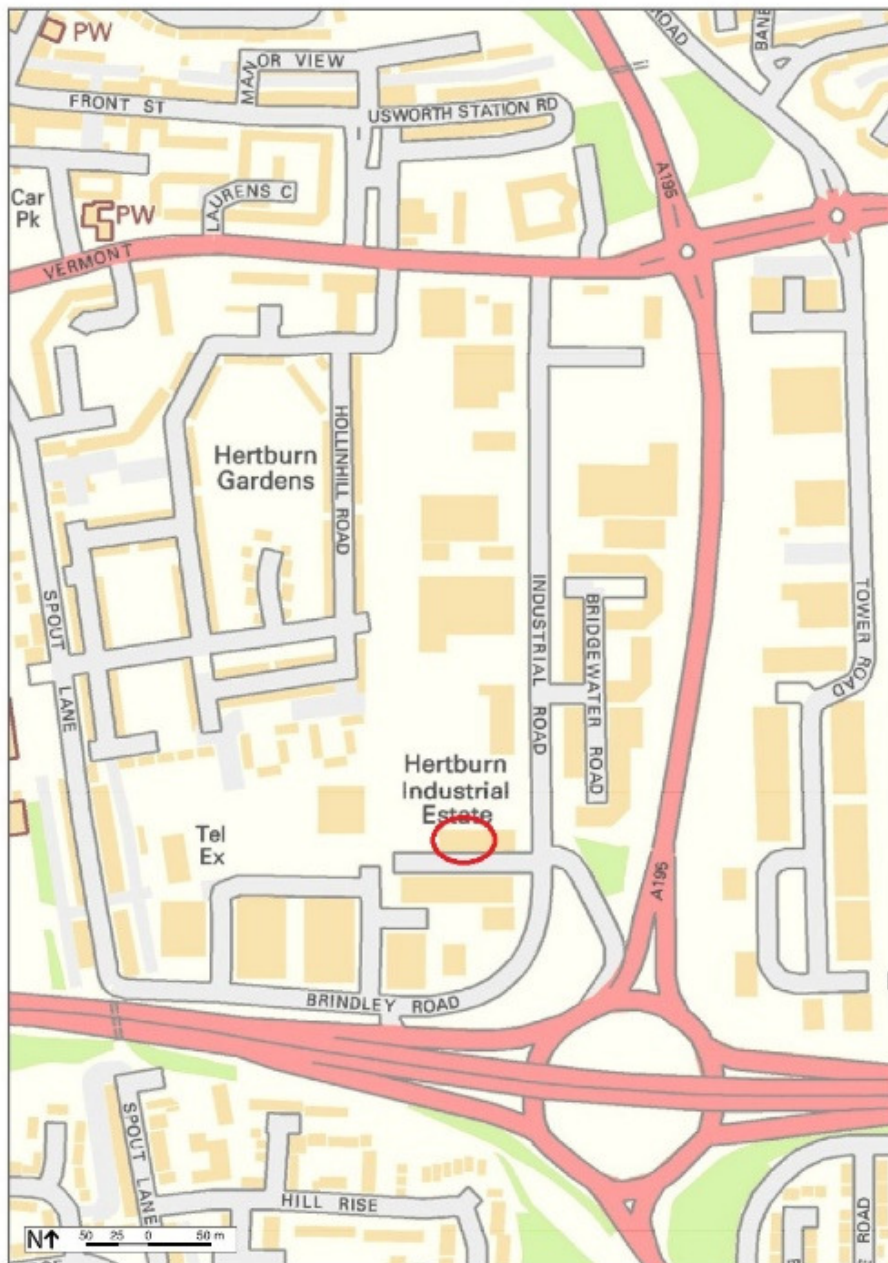 PW
MANOR VIEW
ROAD
BANE
FRONT ST
USWORTH STATION RD
A195
Car
Pk
PW
LAURENS C
VERMONT
HOLLINHILL ROAD
Hertburn
Gardens
SPOUT LANE
INDUSTRIAL ROAD
BRIDGEWATER ROAD
TOWER ROAD
Hertburn
Industrial
Estate
Tel
Ex
A195
BRINDLEY ROAD
SPOUT LANE
HILL RISE
ROAD
N
50 25 0 50 m